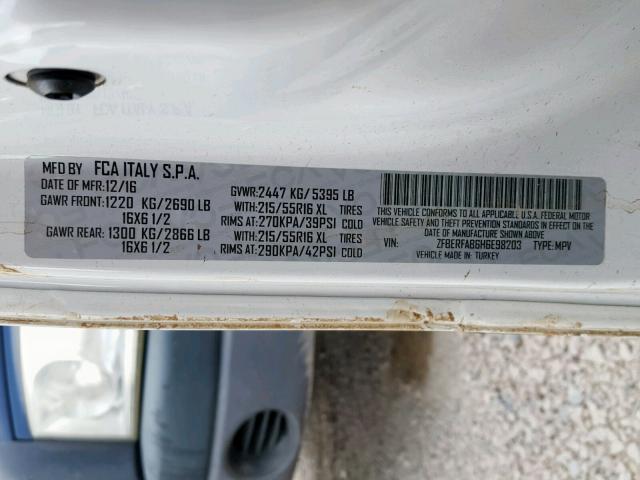 MFD BY FCA ITALY S.P.A.
DATE OF MFR:12/16 GVWR:2447 KG/5395 LB
GAWR FRONT:1220 KG/2690 LB WITH:215/55R16 XL TIRES
16X6 1/2 RIMS AT:270KPA/39PSI COLD
GAWR REAR:1300 KG/2866 LB WITH:215/55R16 XL TIRES
16X6 1/2 RIMS AT:290KPA/42PSI COLD
THIS VEHICLE CONFORMS TO ALL APPLICABLE U.S.A. FEDERAL MOTOR
VEHICLE SAFETY, BUMPER, AND THEFT PREVENTION STANDARDS IN EFFECT
ON THE DATE OF MANUFACTURE SHOWN ABOVE.
VIN: ZFBERFAB6H6E98203 TYPE:MPV
VEHICLE MADE IN: TURKEY